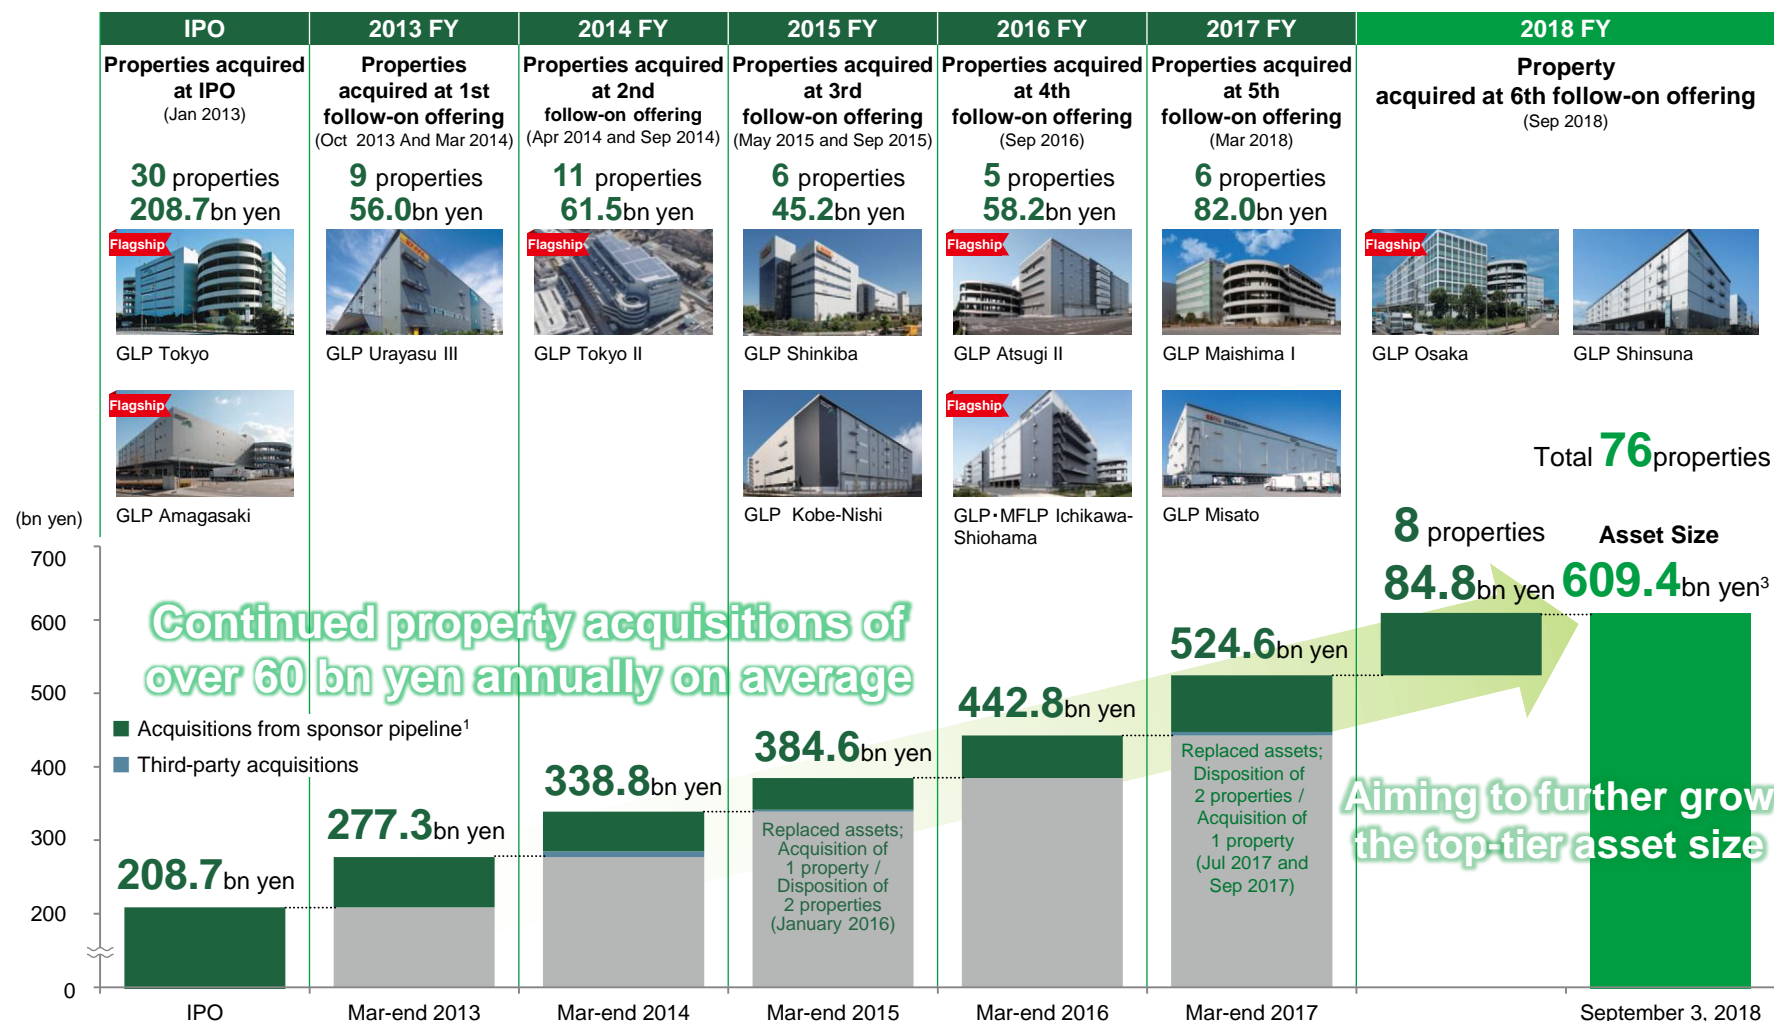 IPO
2013 FY
2014 FY
2015 FY
2016 FY
2017 FY
2018 FY
Properties acquired
at IPO
(Jan 2013)
30 properties
208.7bn yen
Flagship
GLP Tokyo
Flagship
GLP Amagasaki
Properties
acquired at 1st
follow-on offering
(Oct 2013 And Mar 2014)
9 properties
56.0bn yen
GLP Urayasu III
Properties acquired
at 2nd
follow-on offering
(Apr 2014 and Sep 2014)
11 properties
61.5bn yen
Flagship
GLP Tokyo II
Properties acquired
at 3rd
follow-on offering
(May 2015 and Sep 2015)
6 properties
45.2bn yen
GLP Shinkiba
GLP Kobe-Nishi
Properties acquired
at 4th
follow-on offering
(Sep 2016)
5 properties
58.2bn yen
Flagship
GLP Atsugi II
Flagship
GLP・MFLP Ichikawa-
Shiohama
Properties acquired
at 5th
follow-on offering
(Mar 2018)
6 properties
82.0bn yen
GLP Maishima I
GLP Misato
Property
acquired at 6th follow-on offering
(Sep 2018)
Flagship
GLP Osaka
GLP Shinsuna
Total 76properties
8 properties
84.8bn yen
Asset Size
609.4bn yen3
(bn yen)
700
600
500
400
300
200
0
Continued property acquisitions of
over 60 bn yen annually on average
Acquisitions from sponsor pipeline1
Third-party acquisitions
208.7bn yen
277.3bn yen
338.8bn yen
384.6bn yen
442.8bn yen
524.6bn yen
Replaced assets;
Acquisition of
1 property /
Disposition of
2 properties
(January 2016)
Replaced assets;
Disposition of
2 properties /
Acquisition of
1 property
(Jul 2017 and
Sep 2017)
Aiming to further grow
the top-tier asset size
IPO
Mar-end 2013
Mar-end 2014
Mar-end 2015
Mar-end 2016
Mar-end 2017
September 3, 2018